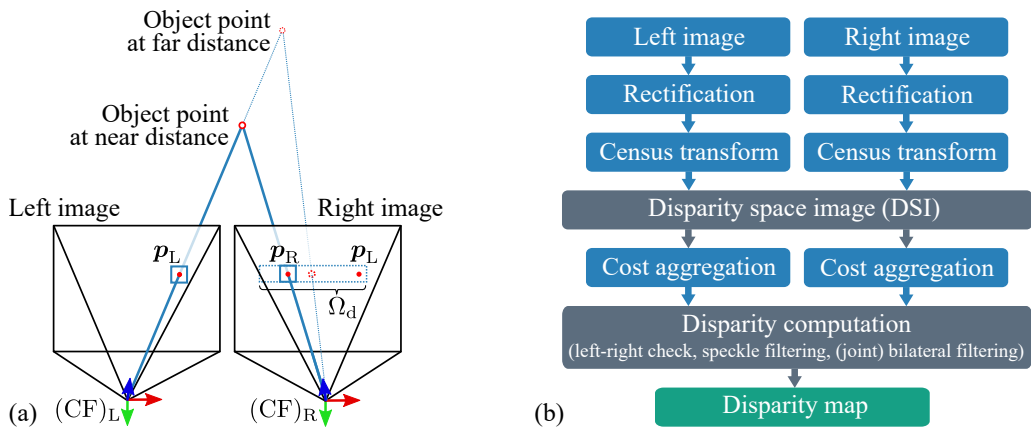 Object point
at far distance
Object point
at near distance
Left image
Right image
p_L
p_R
p_L
Ω_d
(CF)_L
(CF)_R
(a)
Left image
Right image
Rectification
Rectification
Census transform
Census transform
Disparity space image (DSI)
Cost aggregation
Cost aggregation
Disparity computation
(left-right check, speckle filtering, (joint) bilateral filtering)
Disparity map
(b)